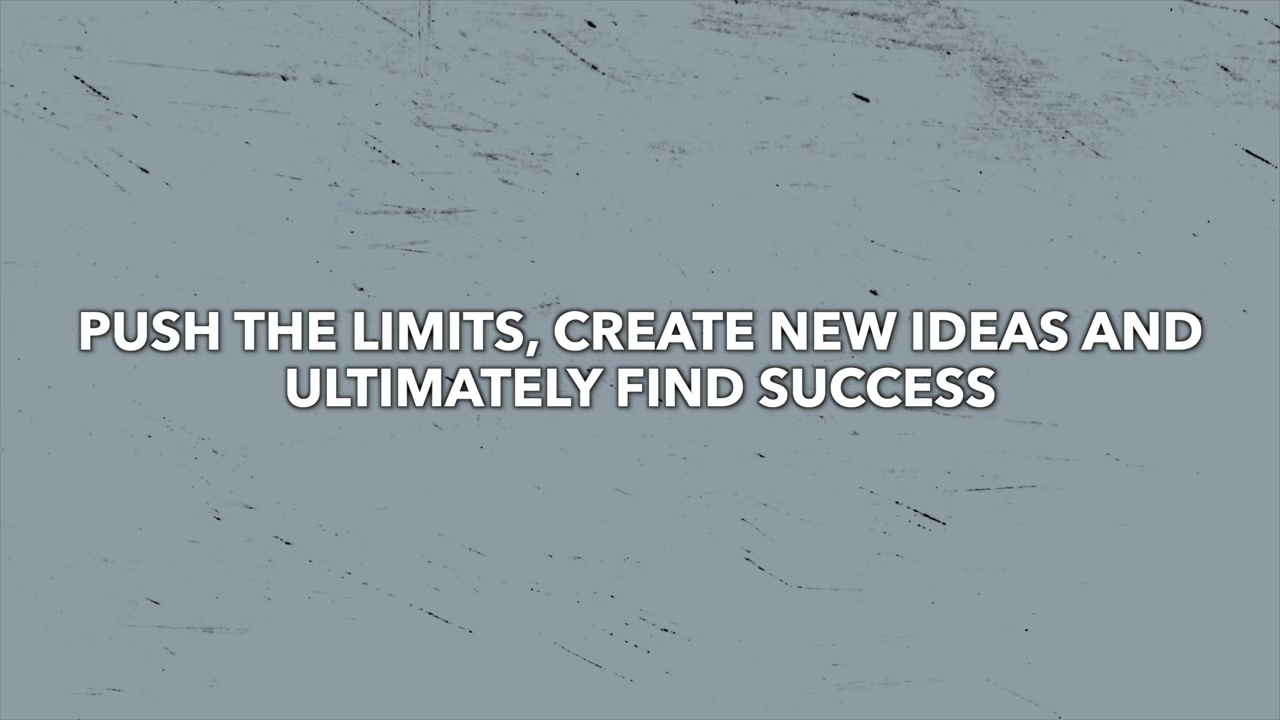 PUSH THE LIMITS, CREATE NEW IDEAS AND
ULTIMATELY FIND SUCCESS